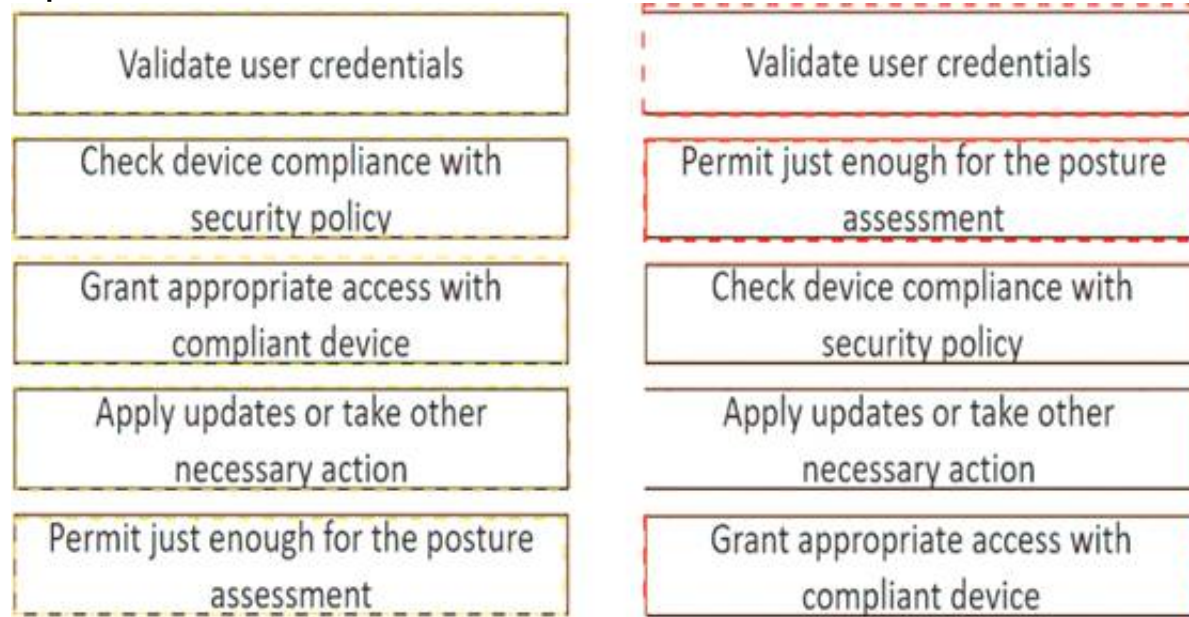 Validate user credentials
Check device compliance with
security policy
Grant appropriate access with
compliant device
Apply updates or take other
necessary action
Permit just enough for the posture
assessment
Validate user credentials
Permit just enough for the posture
assessment
Check device compliance with
security policy
Apply updates or take other
necessary action
Grant appropriate access with
compliant device